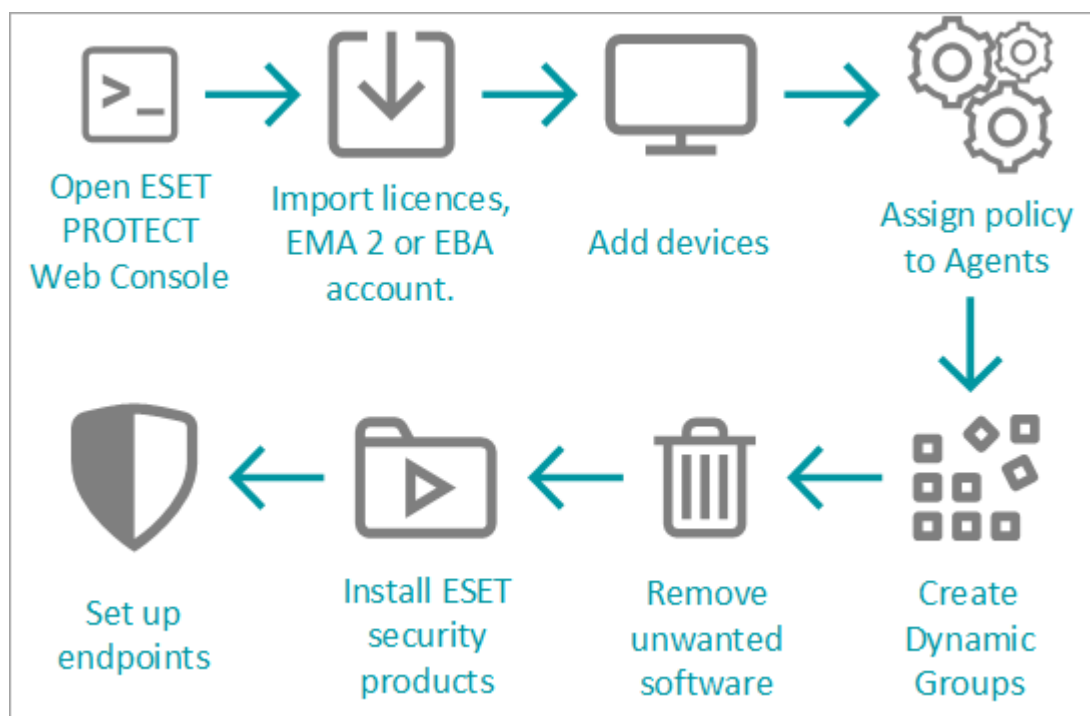 >_
Open ESET
PROTECT
Web Console
Import licences,
EMA 2 or EBA
account.
Add devices
Assign policy
to Agents
Create
Dynamic
Groups
Remove
unwanted
software
Install ESET
security
products
Set up
endpoints